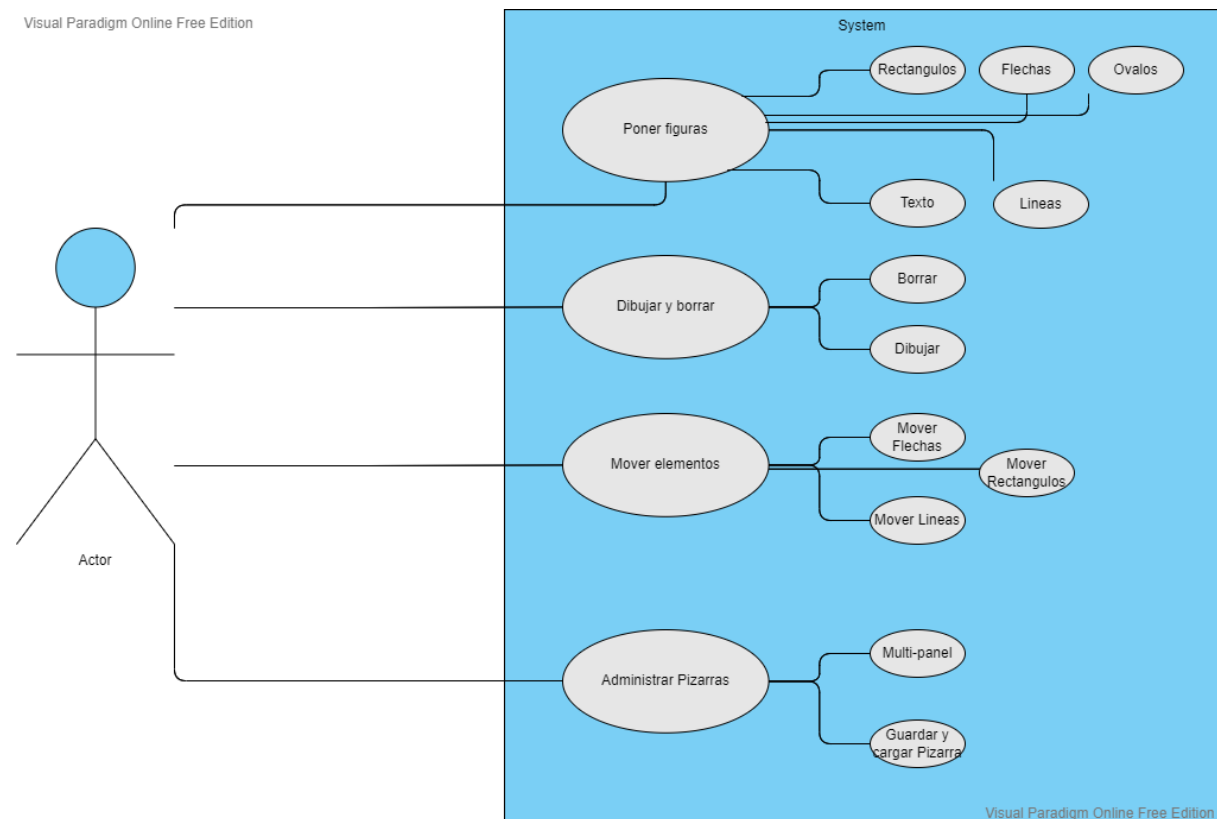 Visual Paradigm Online Free Edition
System
Rectangulos
Flechas
Ovalos
Poner figuras
Texto
Lineas
Borrar
Dibujar y borrar
Dibujar
Mover
Flechas
Mover elementos
Mover
Rectangulos
Mover Lineas
Actor
Multi-panel
Administrar Pizarras
Guardar y
cargar Pizarra
Visual Paradigm Online Free Edition